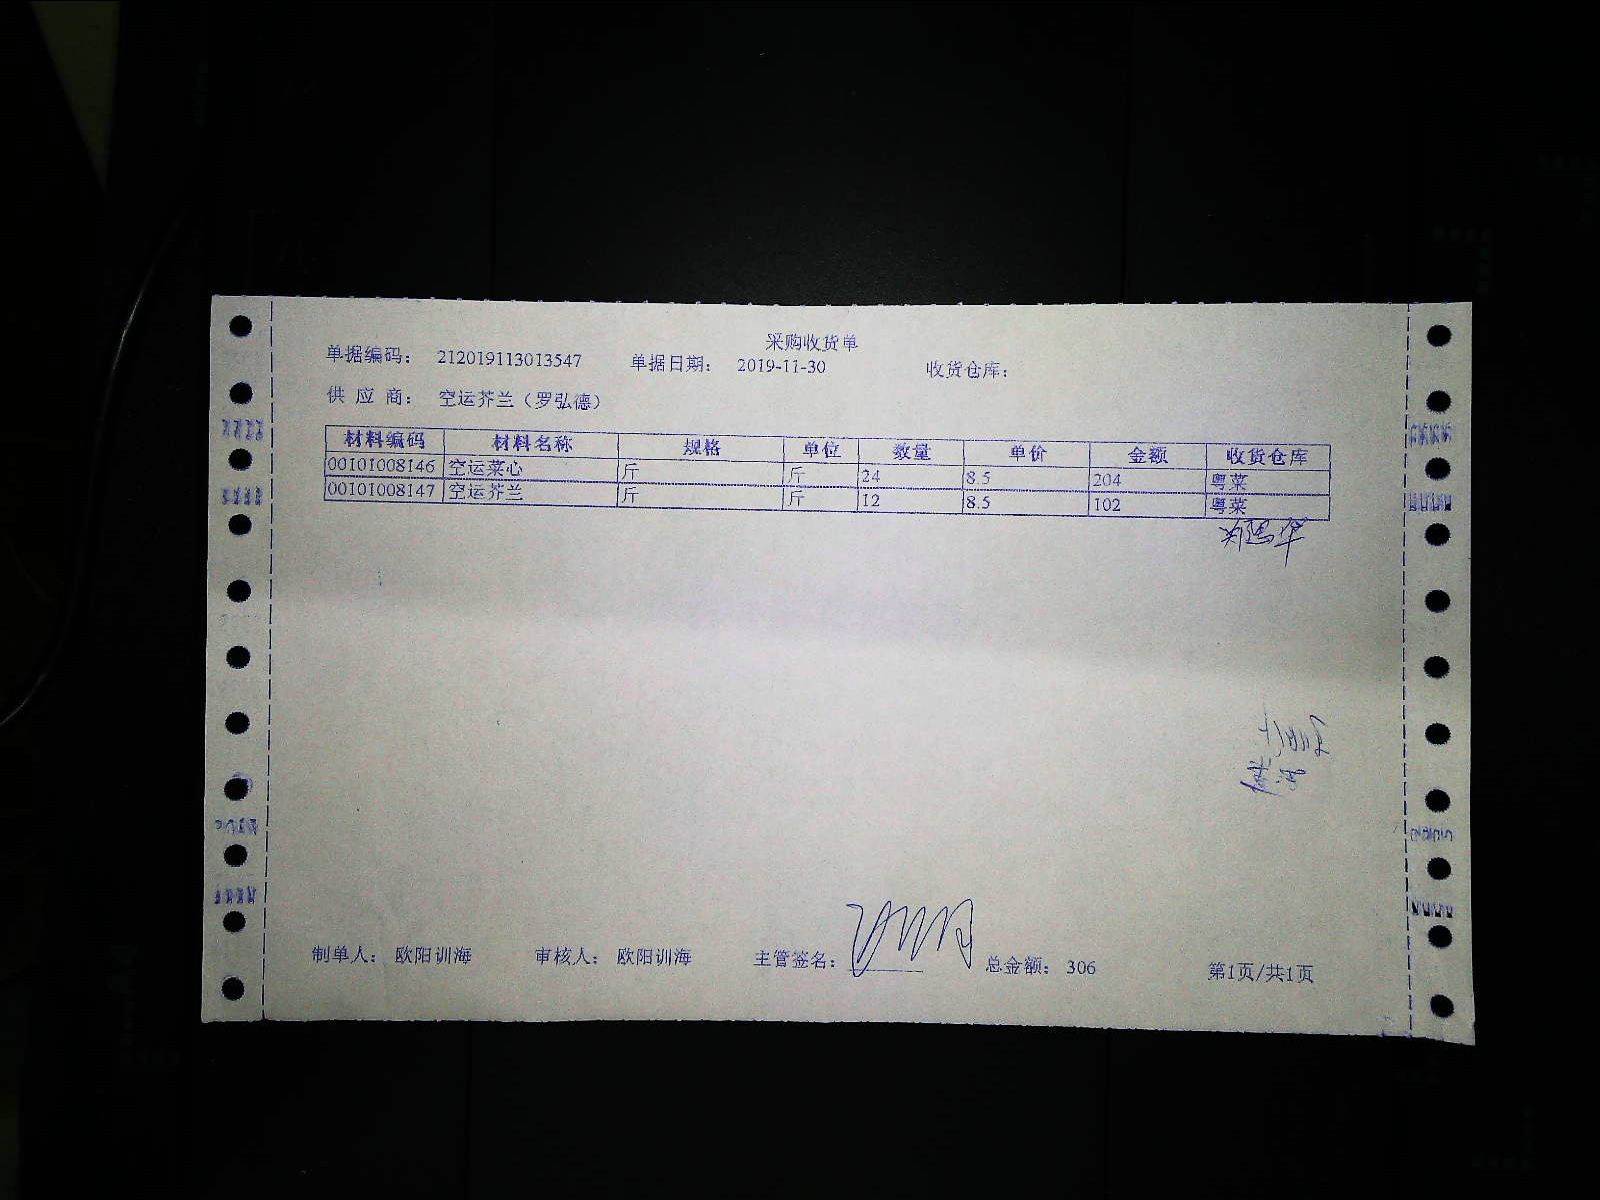 采购收货单
单据编码： 212019113013547 单据日期： 2019-11-30 收货仓库：
供 应 商： 空运芥兰（罗弘德）
材料编码 材料名称 规格 单位 数量 单价 金额 收货仓库
00101008146 空运菜心 斤 斤 24 8.5 204 粤菜
00101008147 空运芥兰 斤 斤 12 8.5 102 粤菜
制单人： 欧阳训海 审核人： 欧阳训海 主管签名： 总金额： 306 第1页/共1页